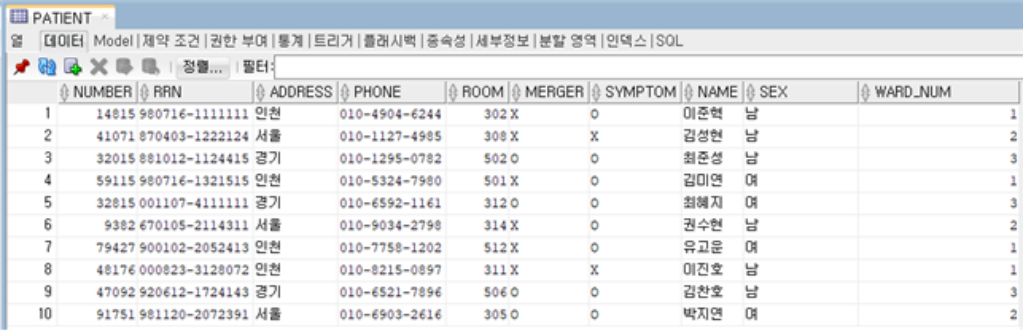 PATIENT
열 데이터 Model|제약 조건|권한 부여|통계|트리거|플래시백|종속성|세부정보|분할 영역|인덱스|SQL
정렬... 필터:
NUMBER RRN ADDRESS PHONE ROOM MERGER SYMPTOM NAME SEX WARD_NUM
1 14815 980716-1111111 인천 010-4904-6244 302 X O 이준혁 남 1
2 41071 870403-1222124 서울 010-1127-4985 308 X X 김성현 남 2
3 32015 881012-1124415 경기 010-1295-0782 502 O O 최준성 남 3
4 59115 980716-1321515 인천 010-5324-7980 501 X O 김미연 여 1
5 32815 001107-4111111 경기 010-6592-1161 312 O O 최혜지 여 3
6 9382 670105-2114311 서울 010-9034-2798 314 X O 권수현 남 2
7 79427 900102-2052413 인천 010-7758-1202 512 X O 유고운 여 1
8 48176 000823-3128072 인천 010-8215-0897 311 X X 이진호 남 1
9 47092 920612-1724143 경기 010-6521-7896 506 O O 김찬호 남 3
10 91751 981120-2072391 서울 010-6903-2616 305 O O 박지연 여 2